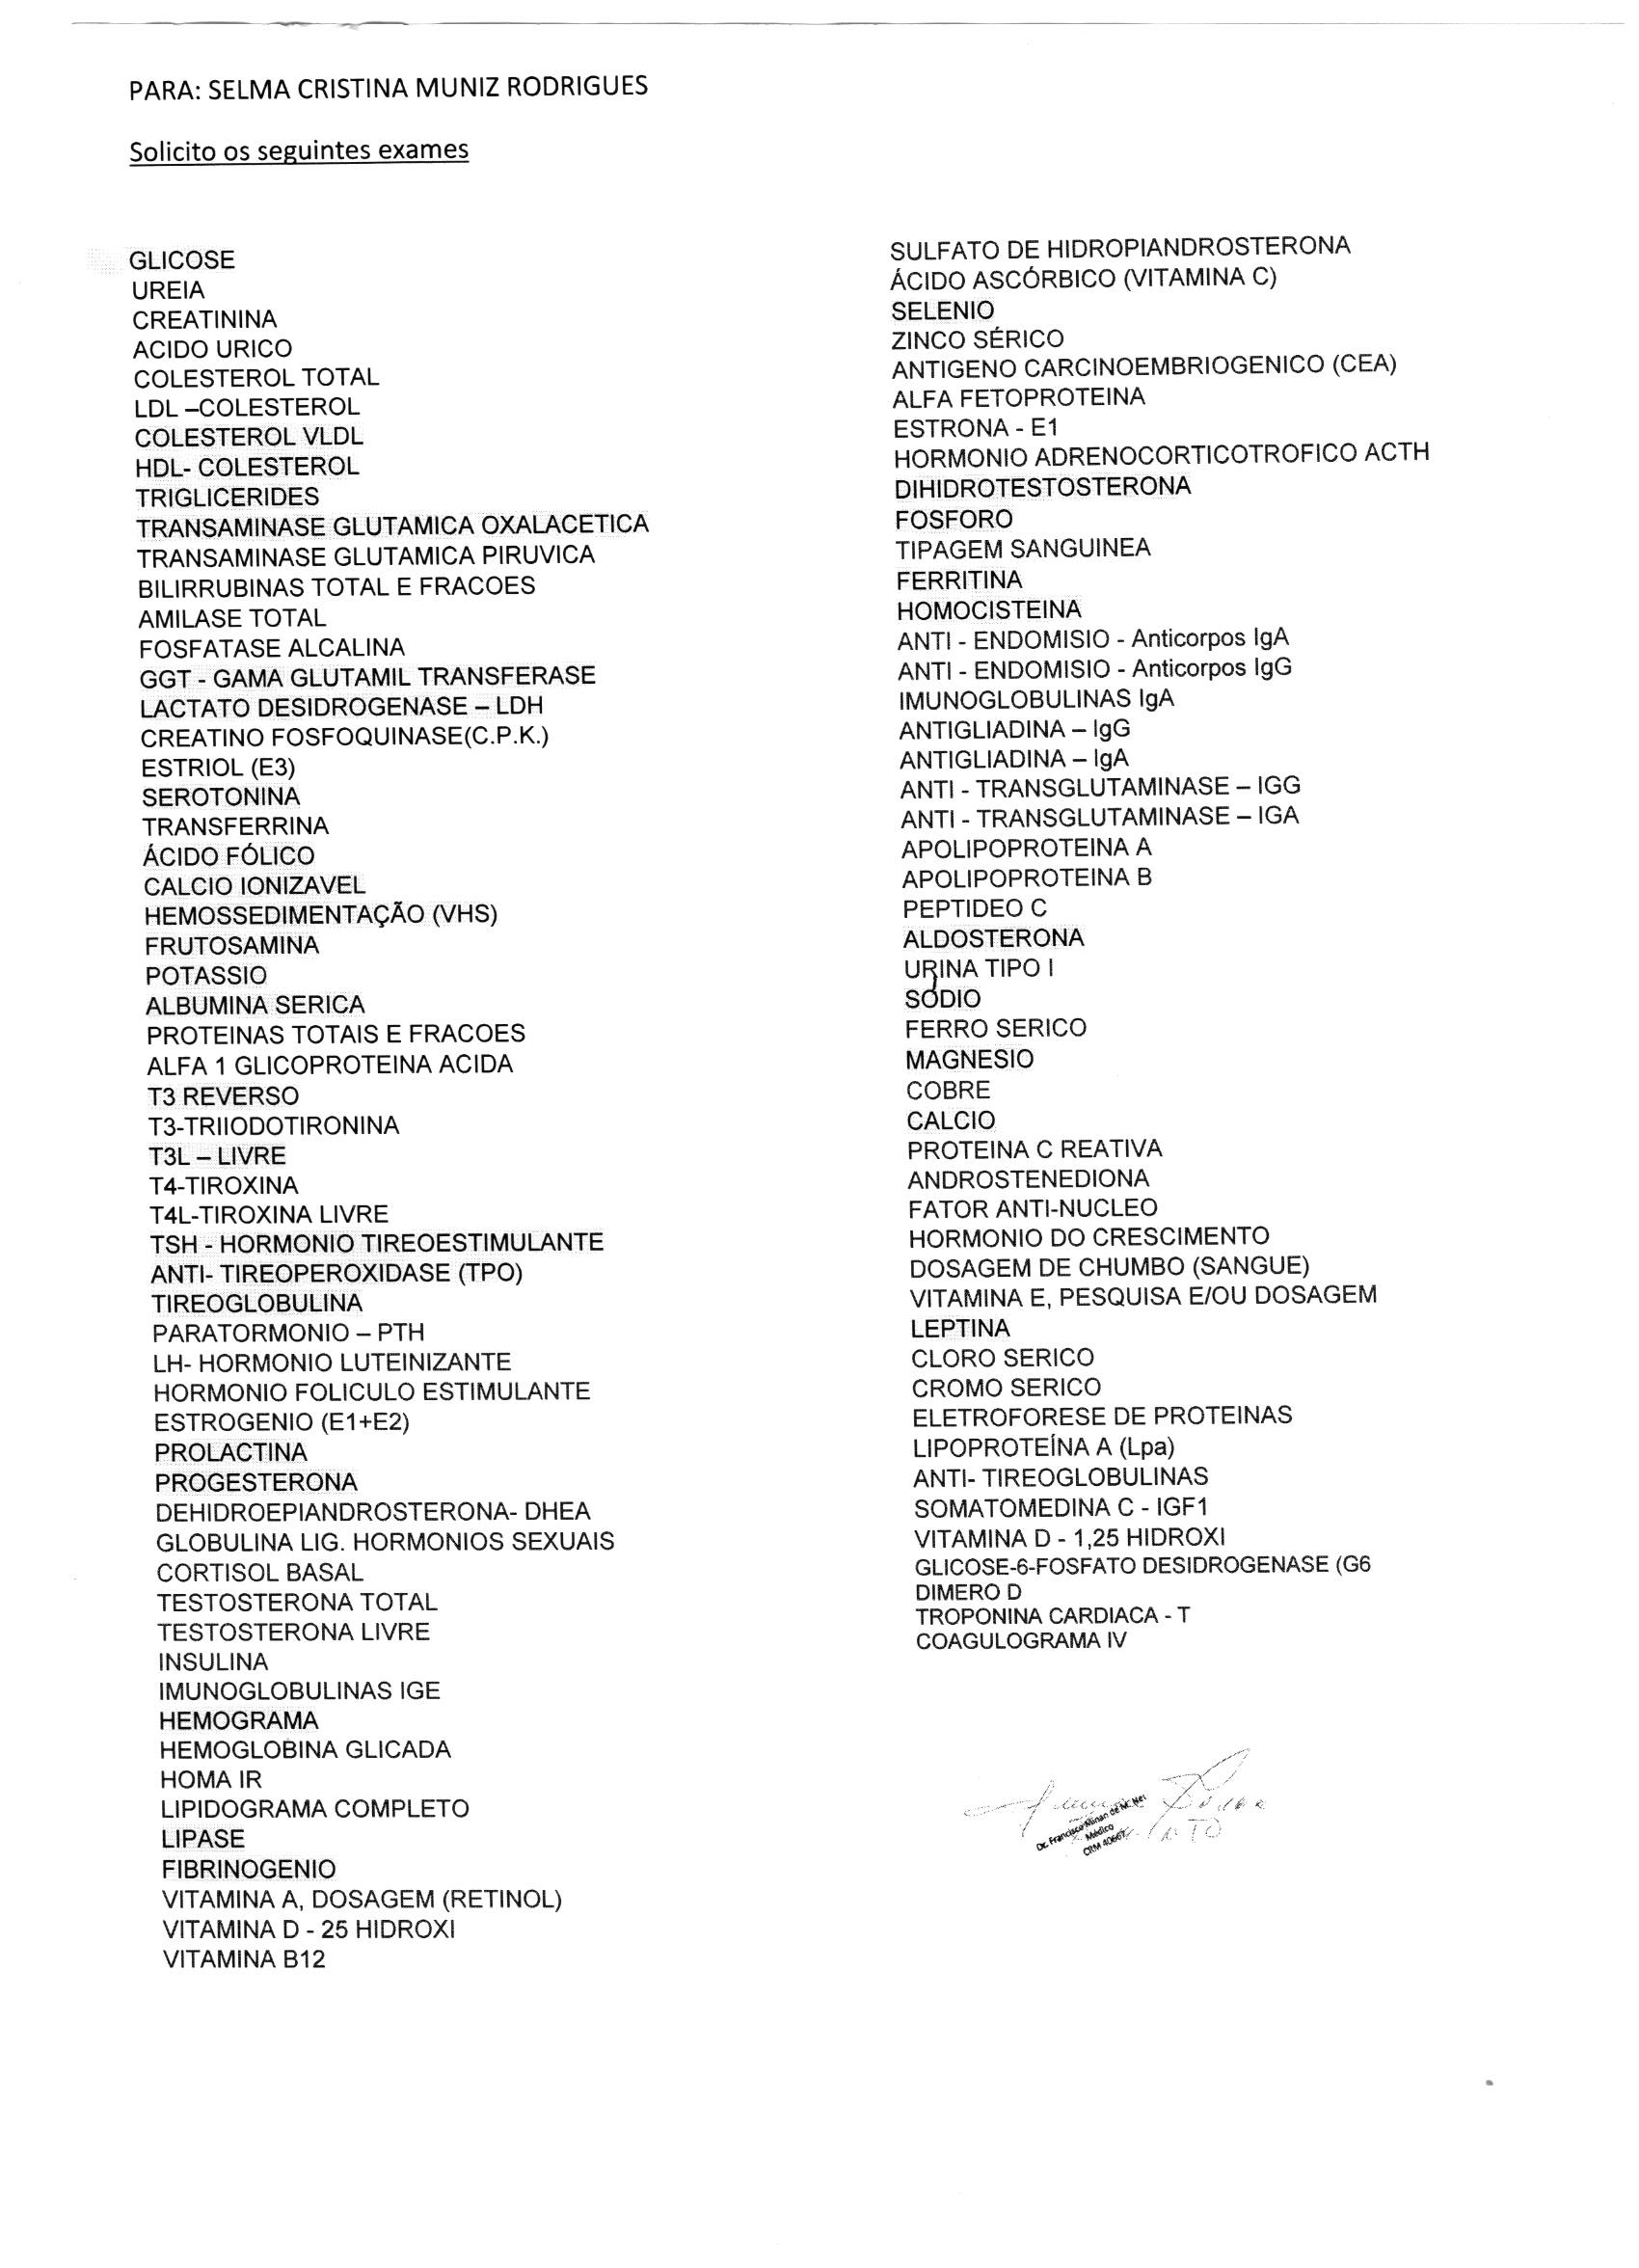 PARA: SELMA CRISTINA MUNIZ RODRIGUES
Solicito os seguintes exames
GLICOSE
UREIA
CREATININA
ACIDO URICO
COLESTEROL TOTAL
LDL –COLESTEROL
COLESTEROL VLDL
HDL- COLESTEROL
TRIGLICERIDES
TRANSAMINASE GLUTAMICA OXALACETICA
TRANSAMINASE GLUTAMICA PIRUVICA
BILIRRUBINAS TOTAL E FRACOES
AMILASE TOTAL
FOSFATASE ALCALINA
GGT - GAMA GLUTAMIL TRANSFERASE
LACTATO DESIDROGENASE – LDH
CREATINO FOSFOQUINASE(C.P.K.)
ESTRIOL (E3)
SEROTONINA
TRANSFERRINA
ÁCIDO FÓLICO
CALCIO IONIZAVEL
HEMOSSEDIMENTAÇÃO (VHS)
FRUTOSAMINA
POTASSIO
ALBUMINA SERICA
PROTEINAS TOTAIS E FRACOES
ALFA 1 GLICOPROTEINA ACIDA
T3 REVERSO
T3-TRIIODOTIRONINA
T3L – LIVRE
T4-TIROXINA
T4L-TIROXINA LIVRE
TSH - HORMONIO TIREOESTIMULANTE
ANTI- TIREOPEROXIDASE (TPO)
TIREOGLOBULINA
PARATORMONIO – PTH
LH- HORMONIO LUTEINIZANTE
HORMONIO FOLICULO ESTIMULANTE
ESTROGENIO (E1+E2)
PROLACTINA
PROGESTERONA
DEHIDROEPIANDROSTERONA- DHEA
GLOBULINA LIG. HORMONIOS SEXUAIS
CORTISOL BASAL
TESTOSTERONA TOTAL
TESTOSTERONA LIVRE
INSULINA
IMUNOGLOBULINAS IGE
HEMOGRAMA
HEMOGLOBINA GLICADA
HOMA IR
LIPIDOGRAMA COMPLETO
LIPASE
FIBRINOGENIO
VITAMINA A, DOSAGEM (RETINOL)
VITAMINA D - 25 HIDROXI
VITAMINA B12
SULFATO DE HIDROPIANDROSTERONA
ÁCIDO ASCÓRBICO (VITAMINA C)
SELENIO
ZINCO SÉRICO
ANTIGENO CARCINOEMBRIOGENICO (CEA)
ALFA FETOPROTEINA
ESTRONA - E1
HORMONIO ADRENOCORTICOTROFICO ACTH
DIHIDROTESTOSTERONA
FOSFORO
TIPAGEM SANGUINEA
FERRITINA
HOMOCISTEINA
ANTI - ENDOMISIO - Anticorpos IgA
ANTI - ENDOMISIO - Anticorpos IgG
IMUNOGLOBULINAS IgA
ANTIGLIADINA – IgG
ANTIGLIADINA – IgA
ANTI - TRANSGLUTAMINASE – IGG
ANTI - TRANSGLUTAMINASE – IGA
APOLIPOPROTEINA A
APOLIPOPROTEINA B
PEPTIDEO C
ALDOSTERONA
URINA TIPO I
SODIO
FERRO SERICO
MAGNESIO
COBRE
CALCIO
PROTEINA C REATIVA
ANDROSTENEDIONA
FATOR ANTI-NUCLEO
HORMONIO DO CRESCIMENTO
DOSAGEM DE CHUMBO (SANGUE)
VITAMINA E, PESQUISA E/OU DOSAGEM
LEPTINA
CLORO SERICO
CROMO SERICO
ELETROFORESE DE PROTEINAS
LIPOPROTEÍNA A (Lpa)
ANTI- TIREOGLOBULINAS
SOMATOMEDINA C - IGF1
VITAMINA D - 1,25 HIDROXI
GLICOSE-6-FOSFATO DESIDROGENASE (G6
DIMERO D
TROPONINA CARDIACA - T
COAGULOGRAMA IV
Dr. Francisco
Médico
CRM